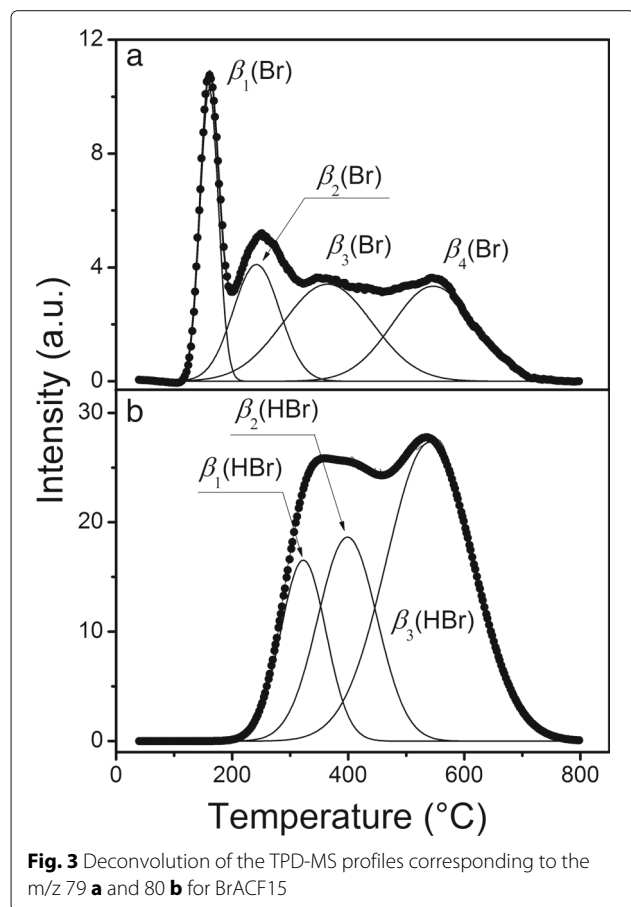 12
a
β₁(Br)
β₂(Br)
8
β₃(Br)
β₄(Br)
4
0
Intensity (a.u.)
30
b
β₂(HBr)
β₁(HBr)
20
β₃(HBr)
10
0
0 200 400 600 800
Temperature (°C)
Fig. 3 Deconvolution of the TPD-MS profiles corresponding to the
m/z 79 a and 80 b for BrACF15